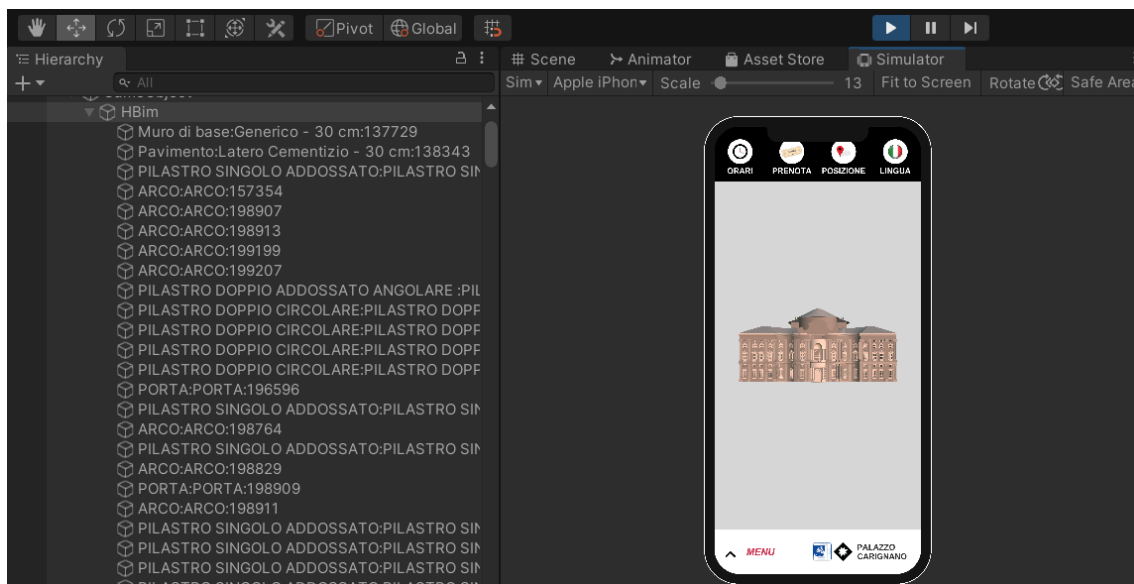 Pivot Global
Hierarchy
All
# Scene Animator Asset Store Simulator
Sim Apple iPhon Scale 13 Fit to Screen Rotate Safe Area
HBim
Muro di base:Generico - 30 cm:137729
Pavimento:Latero Cementizio - 30 cm:138343
PILASTRO SINGOLO ADDOSSATO:PILASTRO SIN
ARCO:ARCO:157354
ARCO:ARCO:198907
ARCO:ARCO:198913
ARCO:ARCO:199199
ARCO:ARCO:199207
PILASTRO DOPPIO ADDOSSATO ANGOLARE :PIL
PILASTRO DOPPIO CIRCOLARE:PILASTRO DOPP
PILASTRO DOPPIO CIRCOLARE:PILASTRO DOPP
PILASTRO DOPPIO CIRCOLARE:PILASTRO DOPP
PILASTRO DOPPIO CIRCOLARE:PILASTRO DOPP
PORTA:PORTA:196596
PILASTRO SINGOLO ADDOSSATO:PILASTRO SIN
ARCO:ARCO:198764
PILASTRO SINGOLO ADDOSSATO:PILASTRO SIN
ARCO:ARCO:198829
PORTA:PORTA:198909
ARCO:ARCO:198911
PILASTRO SINGOLO ADDOSSATO:PILASTRO SIN
PILASTRO SINGOLO ADDOSSATO:PILASTRO SIN
PILASTRO SINGOLO ADDOSSATO:PILASTRO SIN
ORARI PRENOTA POSIZIONE LINGUA
MENU
PALAZZO
CARIGNANO